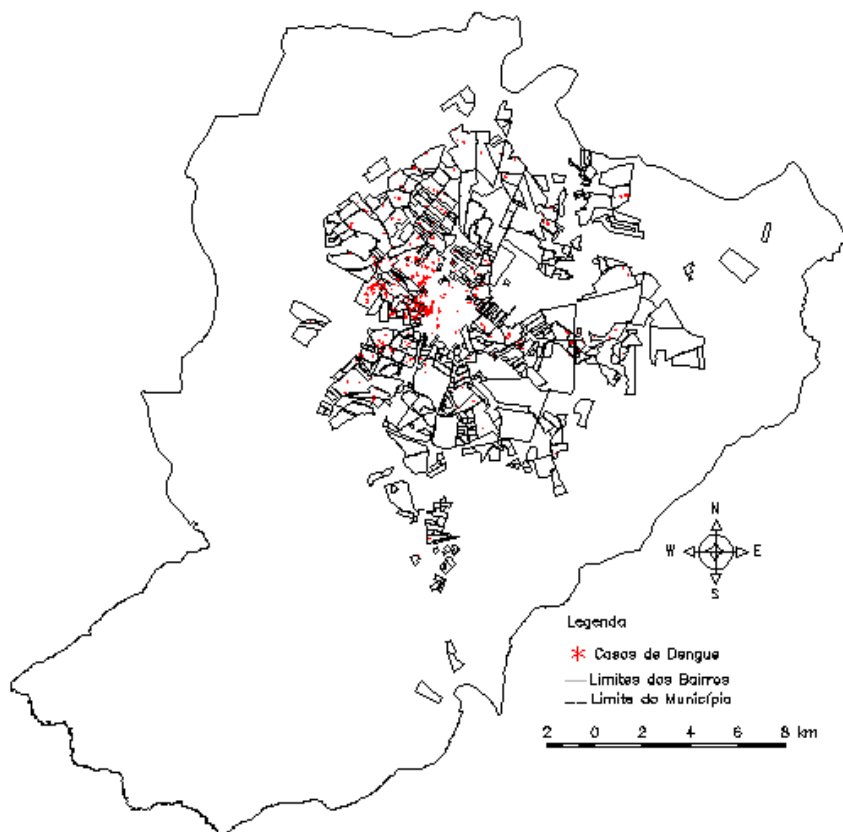 N
W E
S
Legenda
Casos de Dengue
Limites dos Bairros
Limite do Município
2 0 2 4 6 8 km